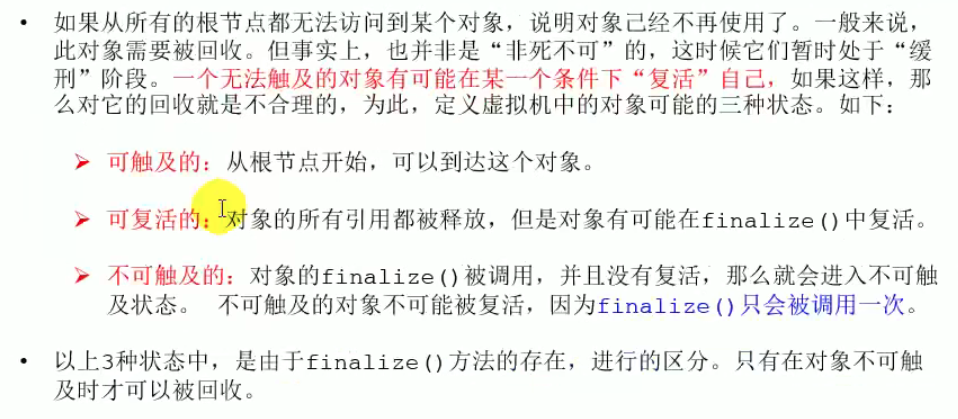 • 如果从所有的根节点都无法访问到某个对象，说明对象己经不再使用了。一般来说，
此对象需要被回收。但事实上，也并非是“非死不可”的，这时候它们暂时处于“缓
刑”阶段。一个无法触及的对象有可能在某一个条件下“复活”自己，如果这样，那
么对它的回收就是不合理的，为此，定义虚拟机中的对象可能的三种状态。如下：
➢ 可触及的：从根节点开始，可以到达这个对象。
➢ 可复活的：对象的所有引用都被释放，但是对象有可能在finalize()中复活。
➢ 不可触及的：对象的finalize()被调用，并且没有复活，那么就会进入不可触
及状态。 不可触及的对象不可能被复活，因为finalize()只会被调用一次。
• 以上3种状态中，是由于finalize()方法的存在，进行的区分。只有在对象不可触
及时才可以被回收。